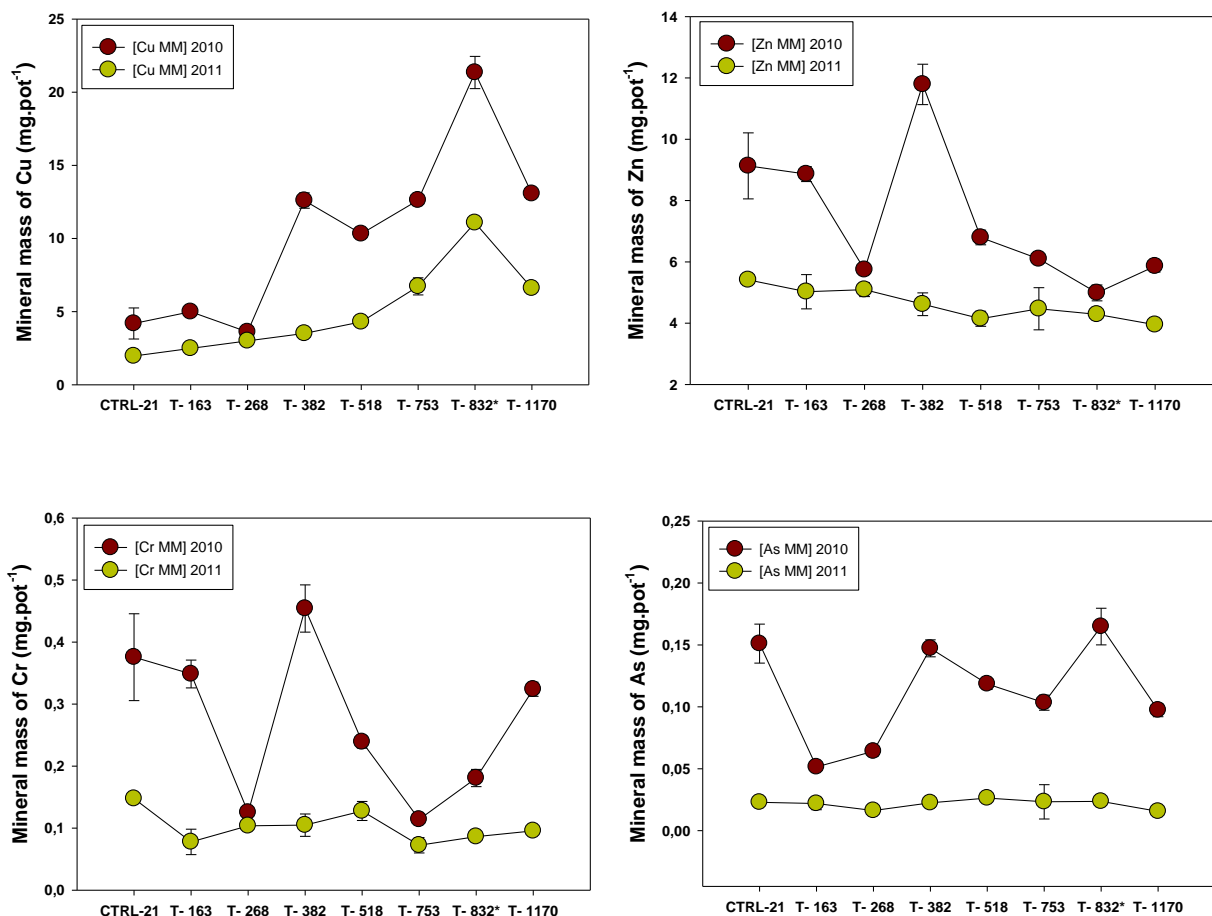 Mineral mass of Cu (mg.pot-1)
25
20
15
10
5
0
[Cu MM] 2010
[Cu MM] 2011
CTRL-21 T- 163 T- 268 T- 382 T- 518 T- 753 T- 832* T- 1170
Mineral mass of Zn (mg.pot-1)
14
12
10
8
6
4
2
[Zn MM] 2010
[Zn MM] 2011
CTRL-21 T- 163 T- 268 T- 382 T- 518 T- 753 T- 832* T- 1170
Mineral mass of Cr (mg.pot-1)
0,6
0,5
0,4
0,3
0,2
0,1
0,0
[Cr MM] 2010
[Cr MM] 2011
CTRL-21 T- 163 T- 268 T- 382 T- 518 T- 753 T- 832* T- 1170
Mineral mass of As (mg.pot-1)
0,25
0,20
0,15
0,10
0,05
0,00
[As MM] 2010
[As MM] 2011
CTRL-21 T- 163 T- 268 T- 382 T- 518 T- 753 T- 832* T- 1170